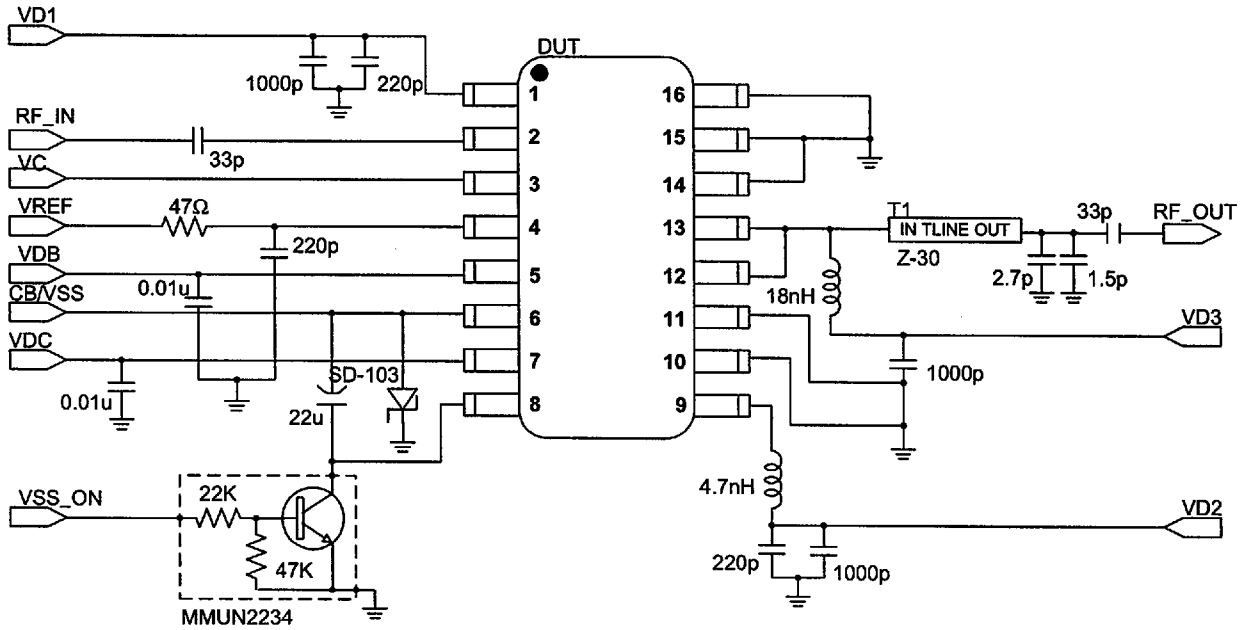 VD1
DUT
1000p
220p
1
16
RF_IN
33p
2
15
VC
3
14
VREF
47Ω
220p
4
13
T1
IN TLINE OUT
Z-30
33p
RF_OUT
2.7p
1.5p
VDB
0.01u
5
12
18nH
CB/VSS
6
11
VD3
VDC
0.01u
7
10
1000p
SD-103
22u
8
9
4.7nH
VSS_ON
22K
47K
MMUN2234
VD2
220p
1000p